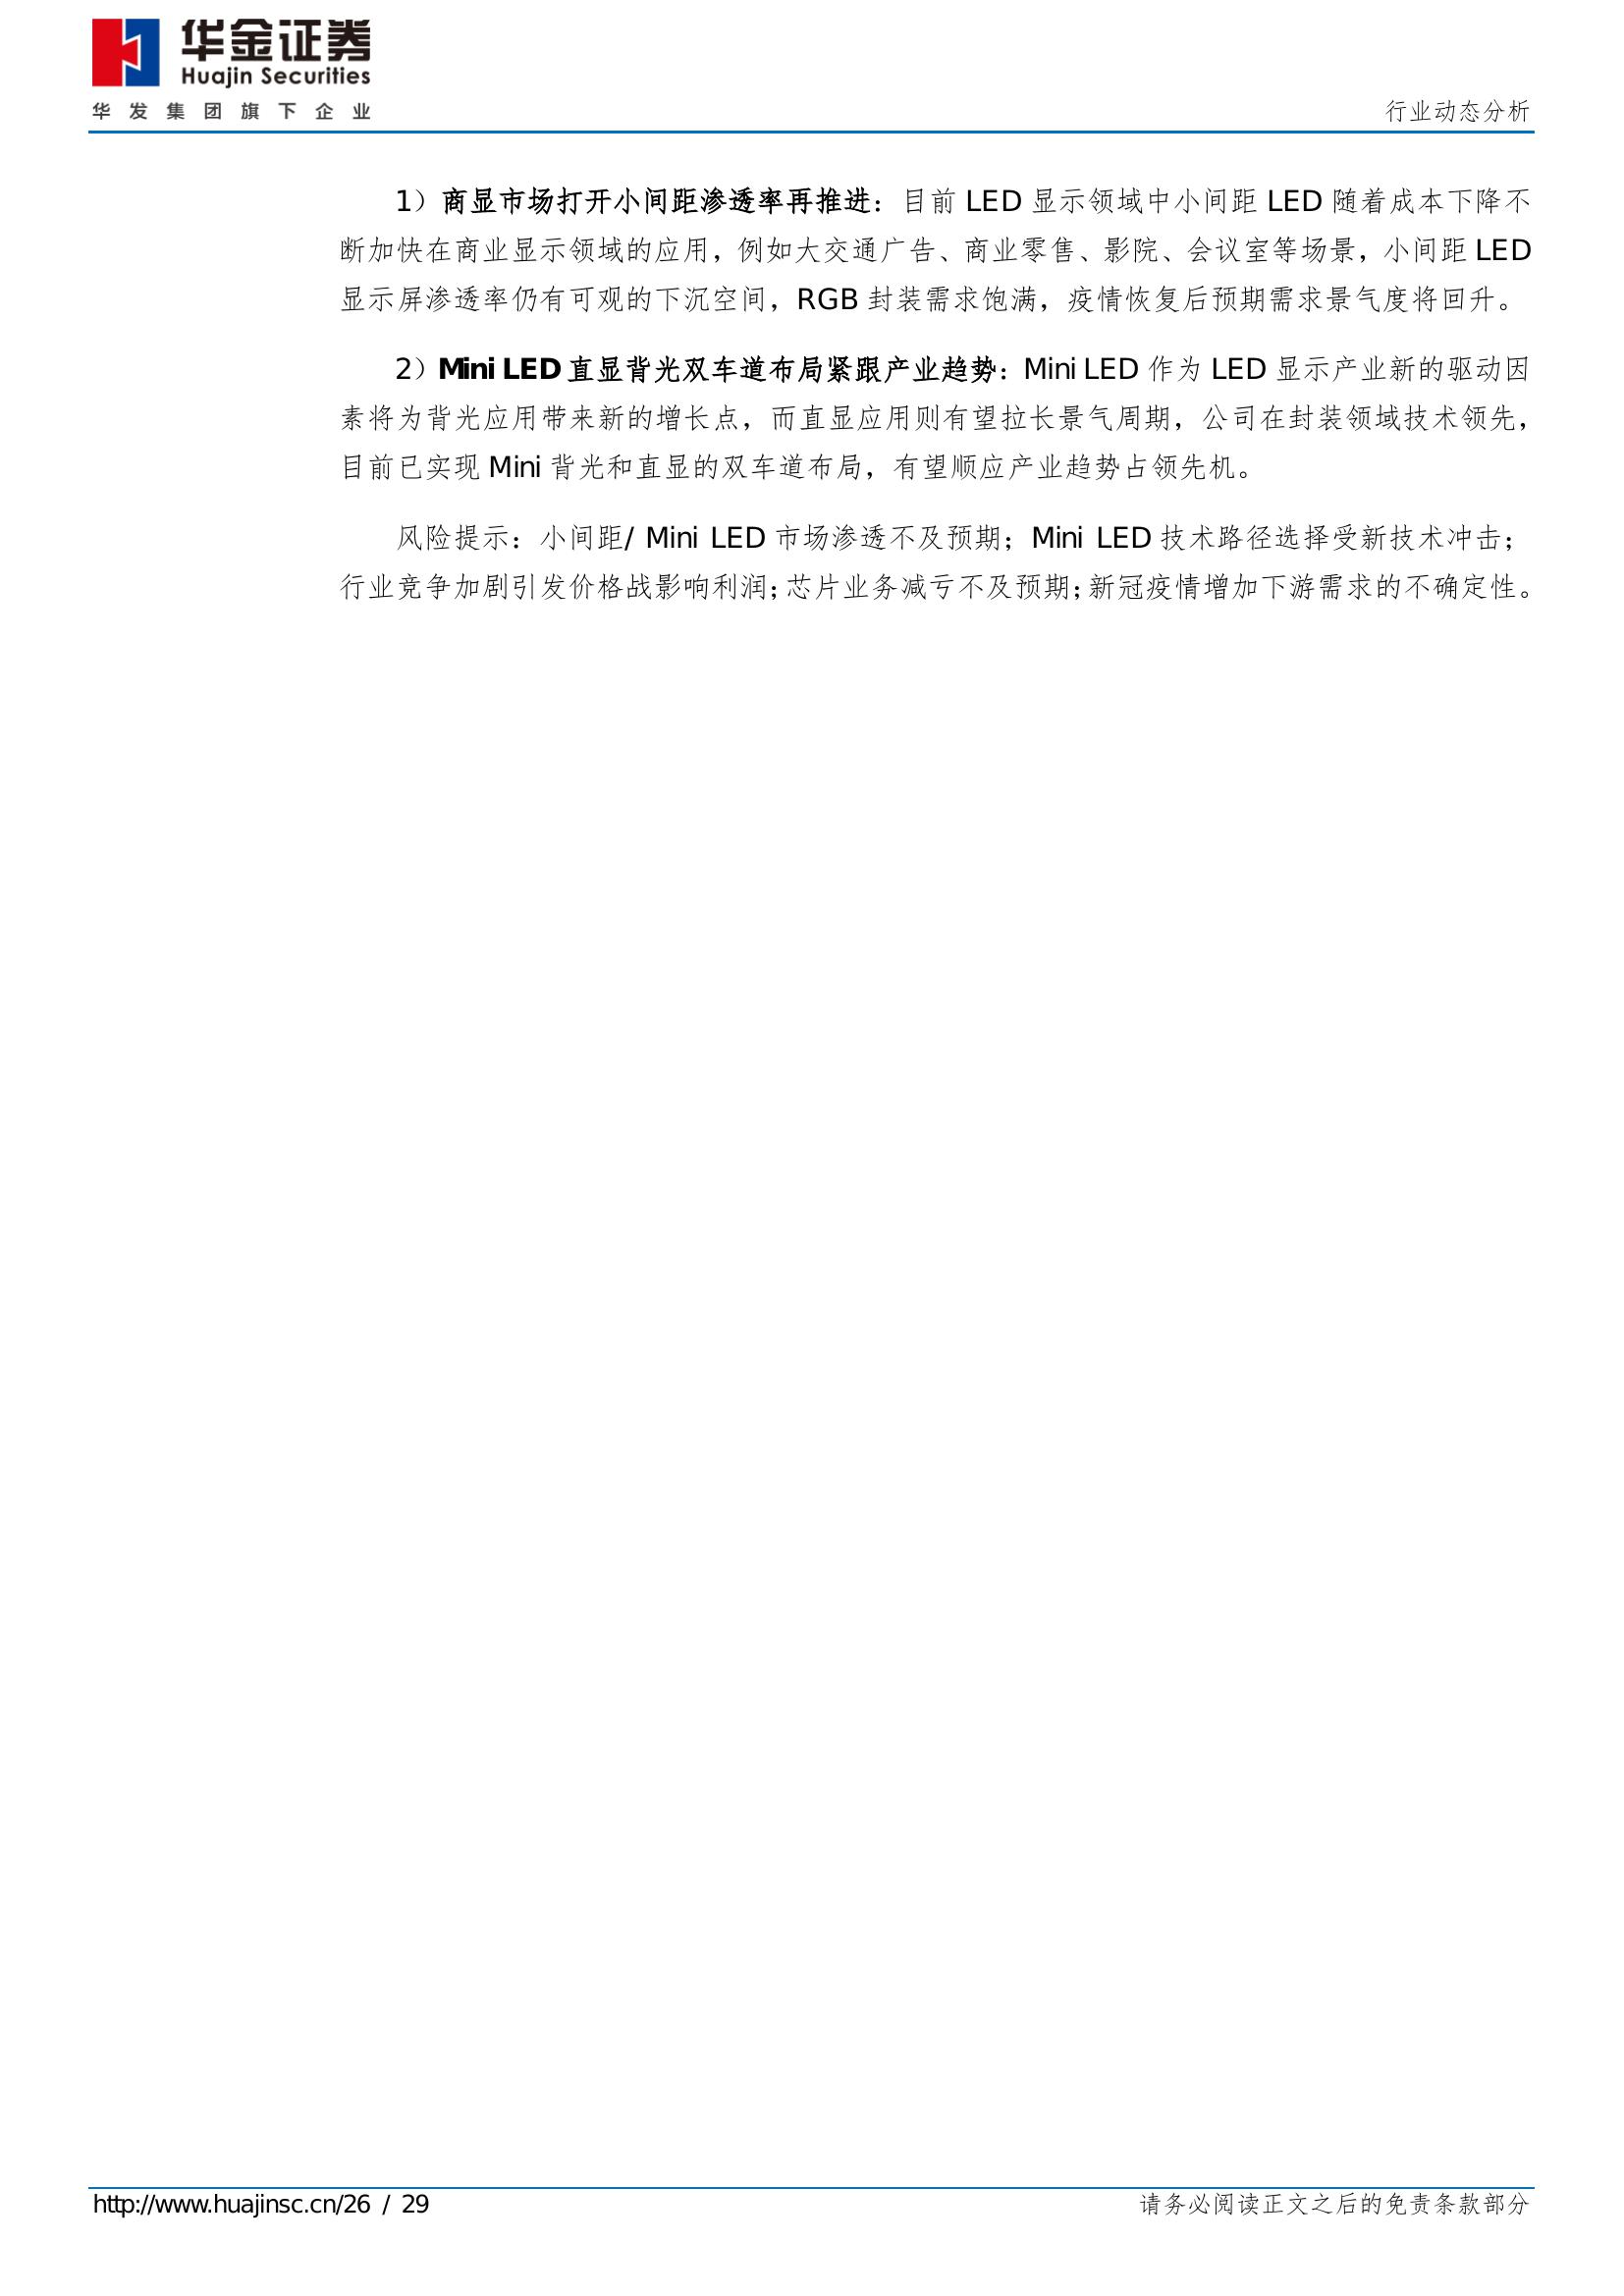 华金证券
Huajin Securities
华发集团旗下企业
行业动态分析
1）商显市场打开小间距渗透率再推进：目前 LED 显示领域中小间距 LED 随着成本下降不
断加快在商业显示领域的应用，例如大交通广告、商业零售、影院、会议室等场景，小间距 LED
显示屏渗透率仍有可观的下沉空间，RGB 封装需求饱满，疫情恢复后预期需求景气度将回升。
2）Mini LED 直显背光双车道布局紧跟产业趋势：Mini LED 作为 LED 显示产业新的驱动因
素将为背光应用带来新的增长点，而直显应用则有望拉长景气周期，公司在封装领域技术领先，
目前已实现 Mini 背光和直显的双车道布局，有望顺应产业趋势占领先机。
风险提示：小间距/ Mini LED 市场渗透不及预期；Mini LED 技术路径选择受新技术冲击；
行业竞争加剧引发价格战影响利润；芯片业务减亏不及预期；新冠疫情增加下游需求的不确定性。
http://www.huajinsc.cn/26 / 29
请务必阅读正文之后的免责条款部分